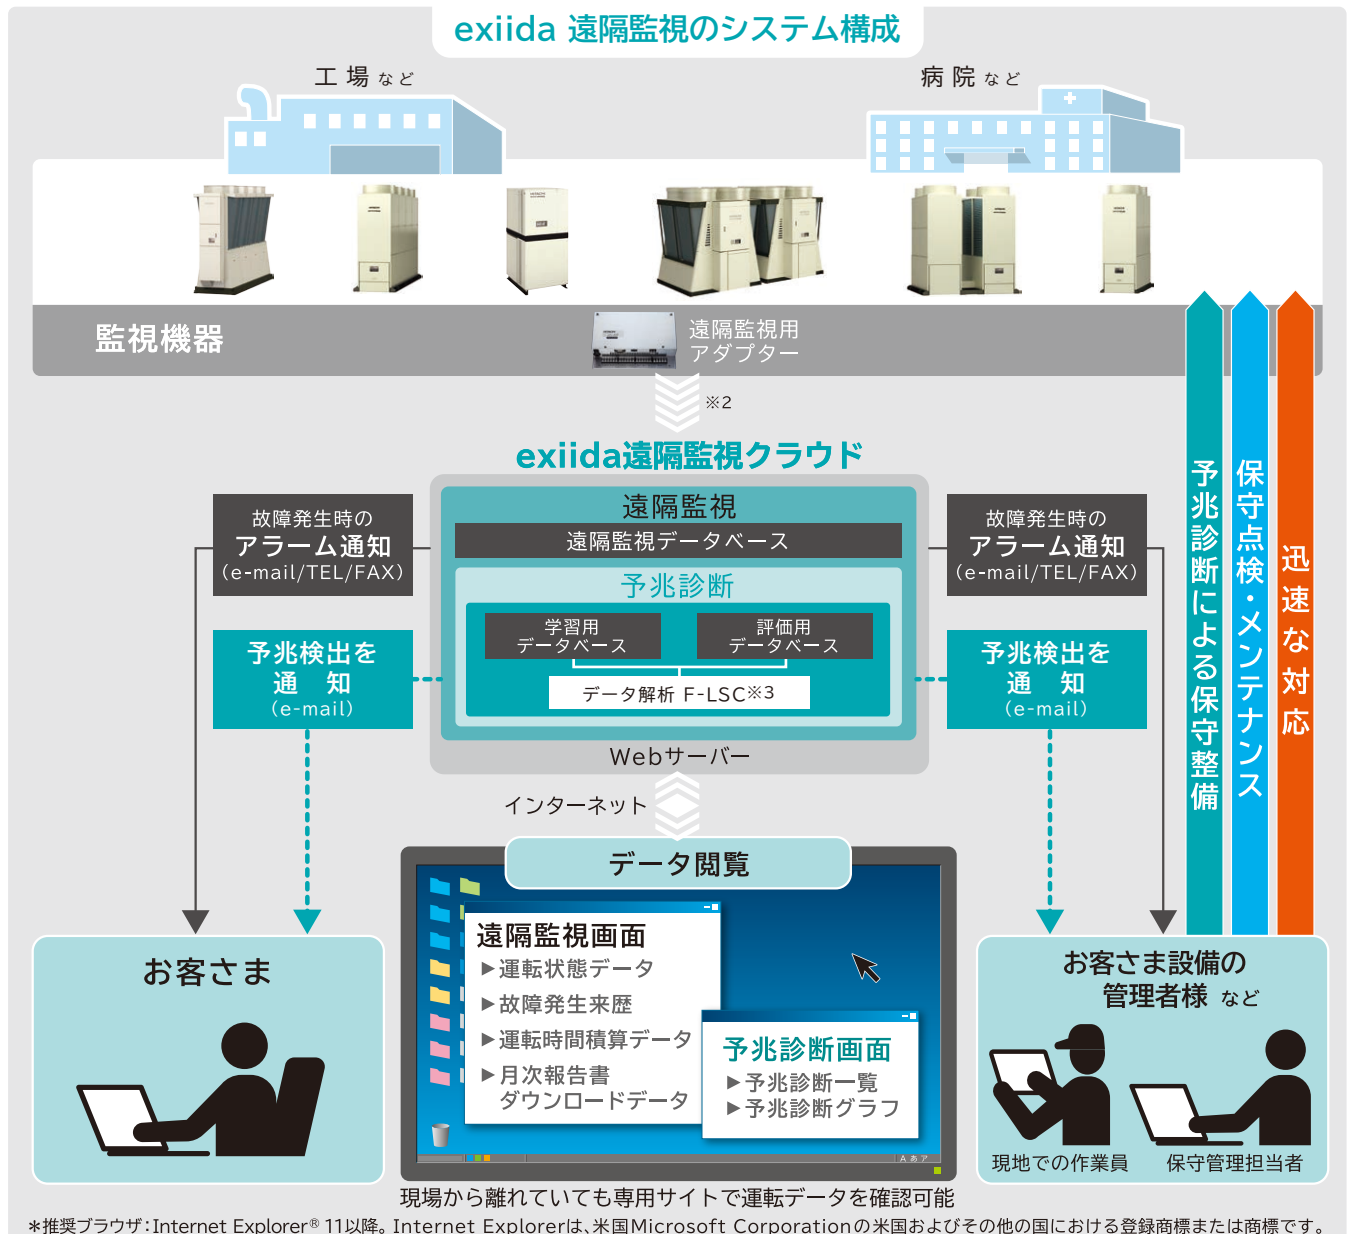 exiida 遠隔監視のシステム構成
工場 など
病院 など
監視機器
遠隔監視用
アダプター
※2
exiida遠隔監視クラウド
遠隔監視
遠隔監視データベース
予兆診断
学習用
データベース
評価用
データベース
データ解析 F-LSC※3
Webサーバー
故障発生時の
アラーム通知
(e-mail/TEL/FAX)
予兆検出を
通 知
(e-mail)
故障発生時の
アラーム通知
(e-mail/TEL/FAX)
予兆検出を
通 知
(e-mail)
予兆診断による保守整備
保守点検・メンテナンス
迅速な対応
インターネット
データ閲覧
遠隔監視画面
▶運転状態データ
▶故障発生来歴
▶運転時間積算データ
▶月次報告書
ダウンロードデータ
予兆診断画面
▶予兆診断一覧
▶予兆診断グラフ
A あ ア
お客さま
お客さま設備の
管理者様 など
現地での作業員
保守管理担当者
現場から離れていても専用サイトで運転データを確認可能
*推奨ブラウザ：Internet Explorer® 11以降。Internet Explorerは、米国Microsoft Corporationの米国およびその他の国における登録商標または商標です。